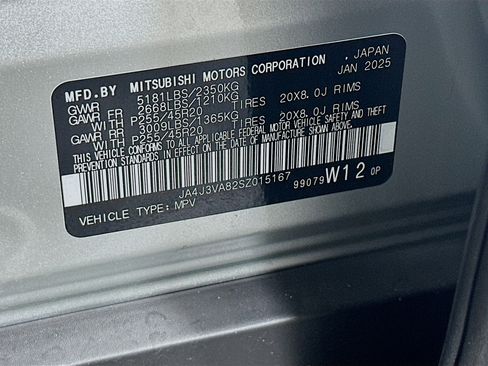 MFD.BY MITSUBISHI MOTORS CORPORATION , JAPAN
JAN 2025
GVWR 5181LBS/2350KG
GAWR FR 2668LBS/1210KG
WITH P255/45R20 TIRES 20X8.0J RIMS
GAWR RR 3009LBS/1365KG
WITH P255/45R20 TIRES 20X8.0J RIMS
THIS VEHICLE CONFORMS TO ALL APPLICABLE FEDERAL MOTOR VEHICLE SAFETY AND THEFT
PREVENTION STANDARDS IN EFFECT ON THE DATE OF MANUFACTURE SHOWN ABOVE.
JA4J3VA82SZ015167
VEHICLE TYPE: MPV 99079 W12 0P